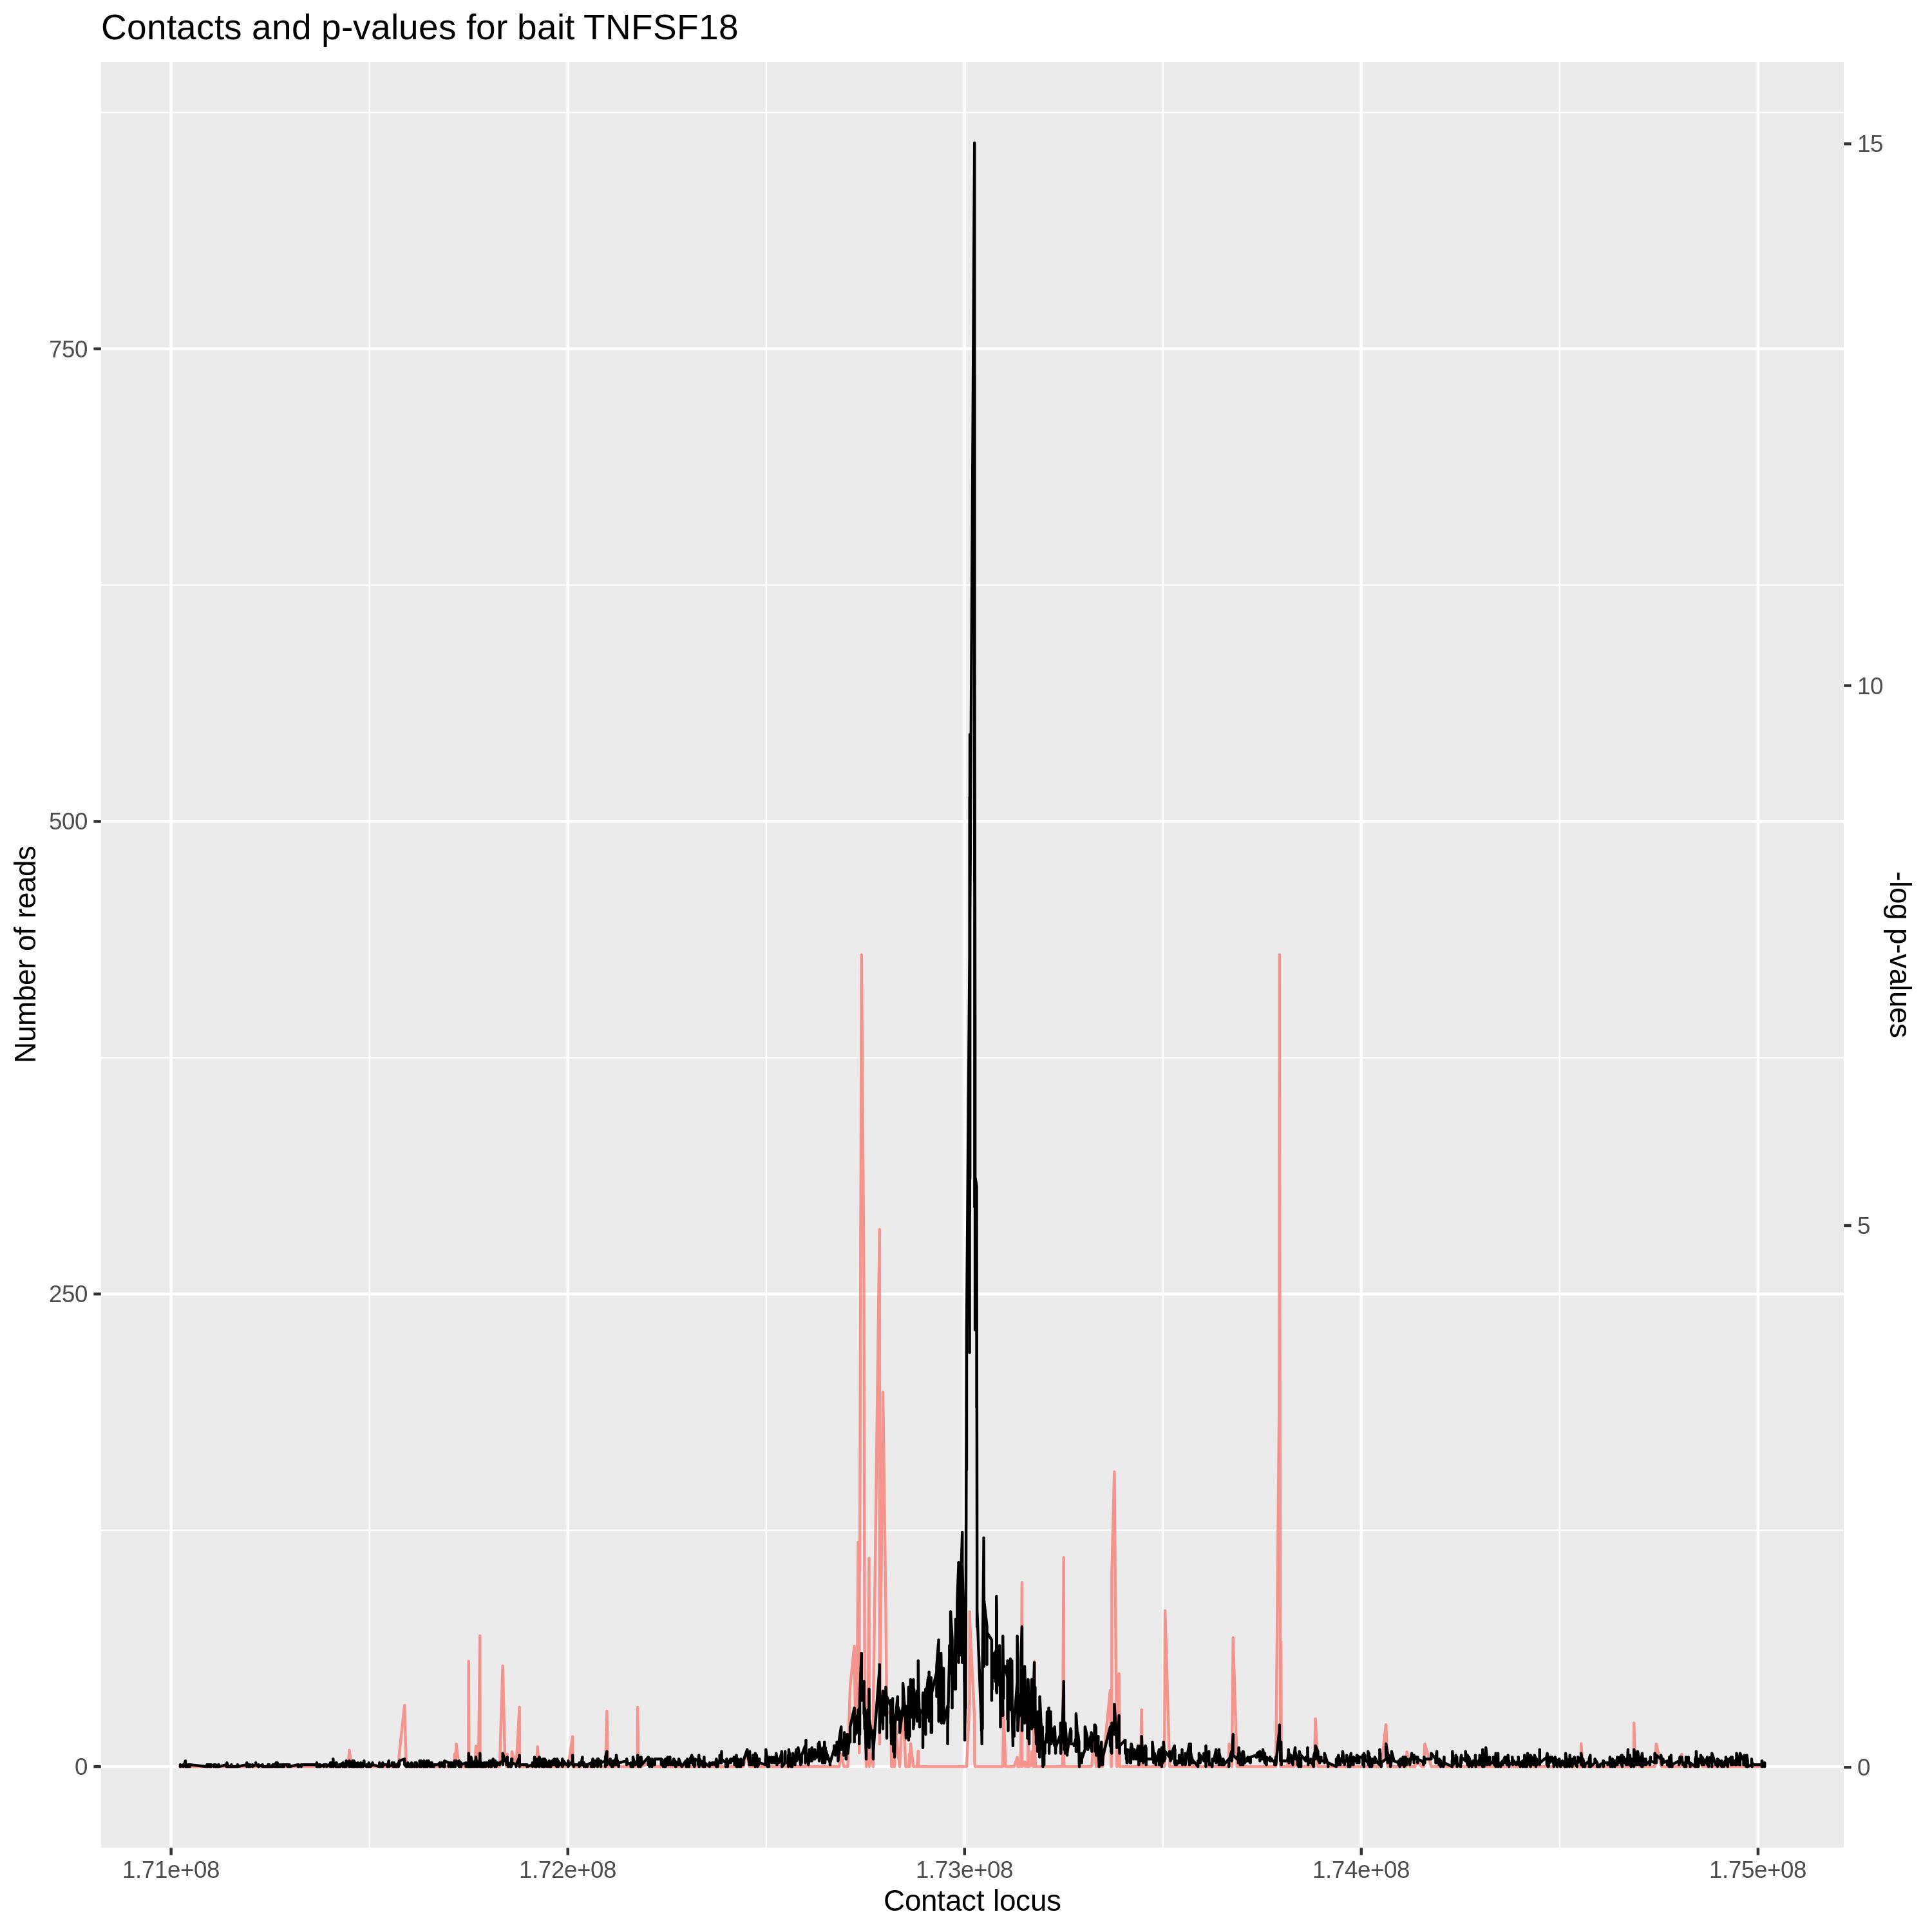 Contacts and p-values for bait TNFSF18
Number of reads
750
500
250
0
15
10
5
0
-log p-values
1.71e+08
1.72e+08
1.73e+08
1.74e+08
1.75e+08
Contact locus